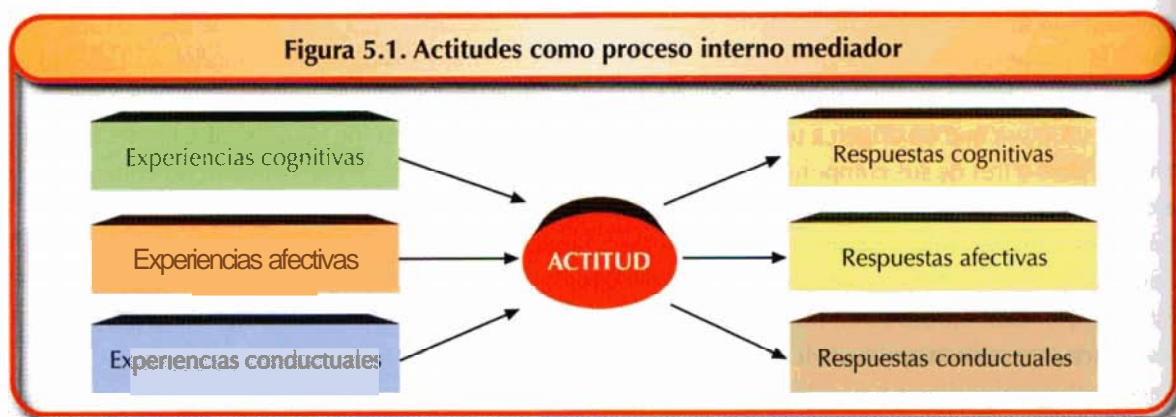 Figura 5.1. Actitudes como proceso interno mediador
Experiencias cognitivas
Experiencias afectivas
Experiencias conductuales
ACTITUD
Respuestas cognitivas
Respuestas afectivas
Respuestas conductuales